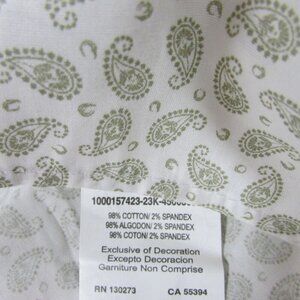 1000157423-23K-
98% COTTON/ 2% SPANDEX
98% ALGODON/ 2% SPANDEX
98% COTON/ 2% SPANDEX
Exclusive of Decoration
Excepto Decoracion
Garniture Non Comprise
RN 130273 CA 55394